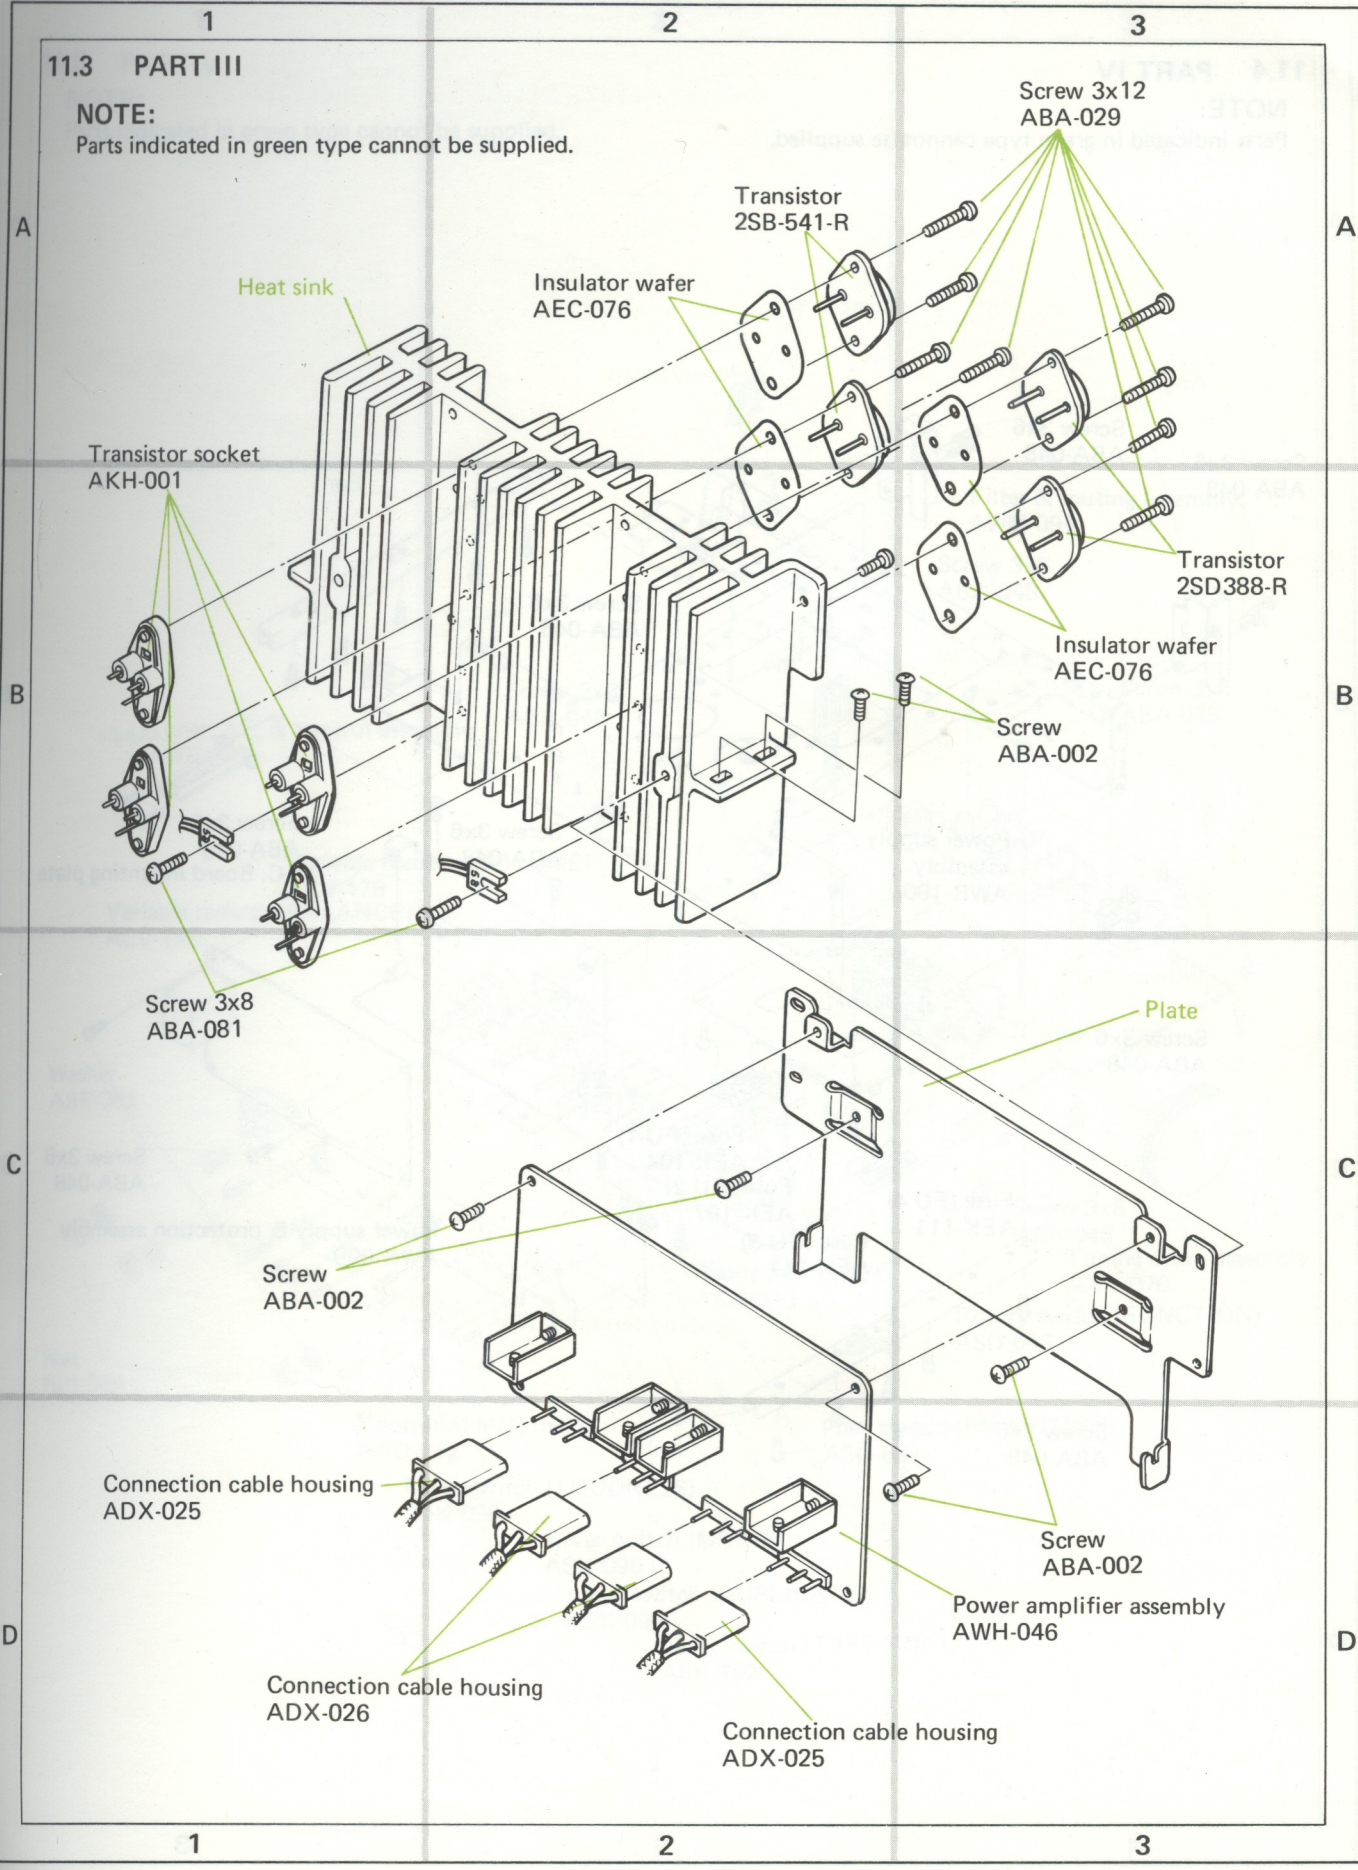 1 2 3
11.3 PART III
NOTE:
Parts indicated in green type cannot be supplied.
Screw 3x12
ABA-029
Transistor
2SB-541-R
A A
Heat sink
Insulator wafer
AEC-076
Transistor socket
AKH-001
Transistor
2SD388-R
Insulator wafer
AEC-076
B B
Screw
ABA-002
Screw 3x8
ABA-081
Plate
C C
Screw
ABA-002
Connection cable housing
ADX-025
Screw
ABA-002
Power amplifier assembly
AWH-046
D D
Connection cable housing
ADX-026
Connection cable housing
ADX-025
1 2 3